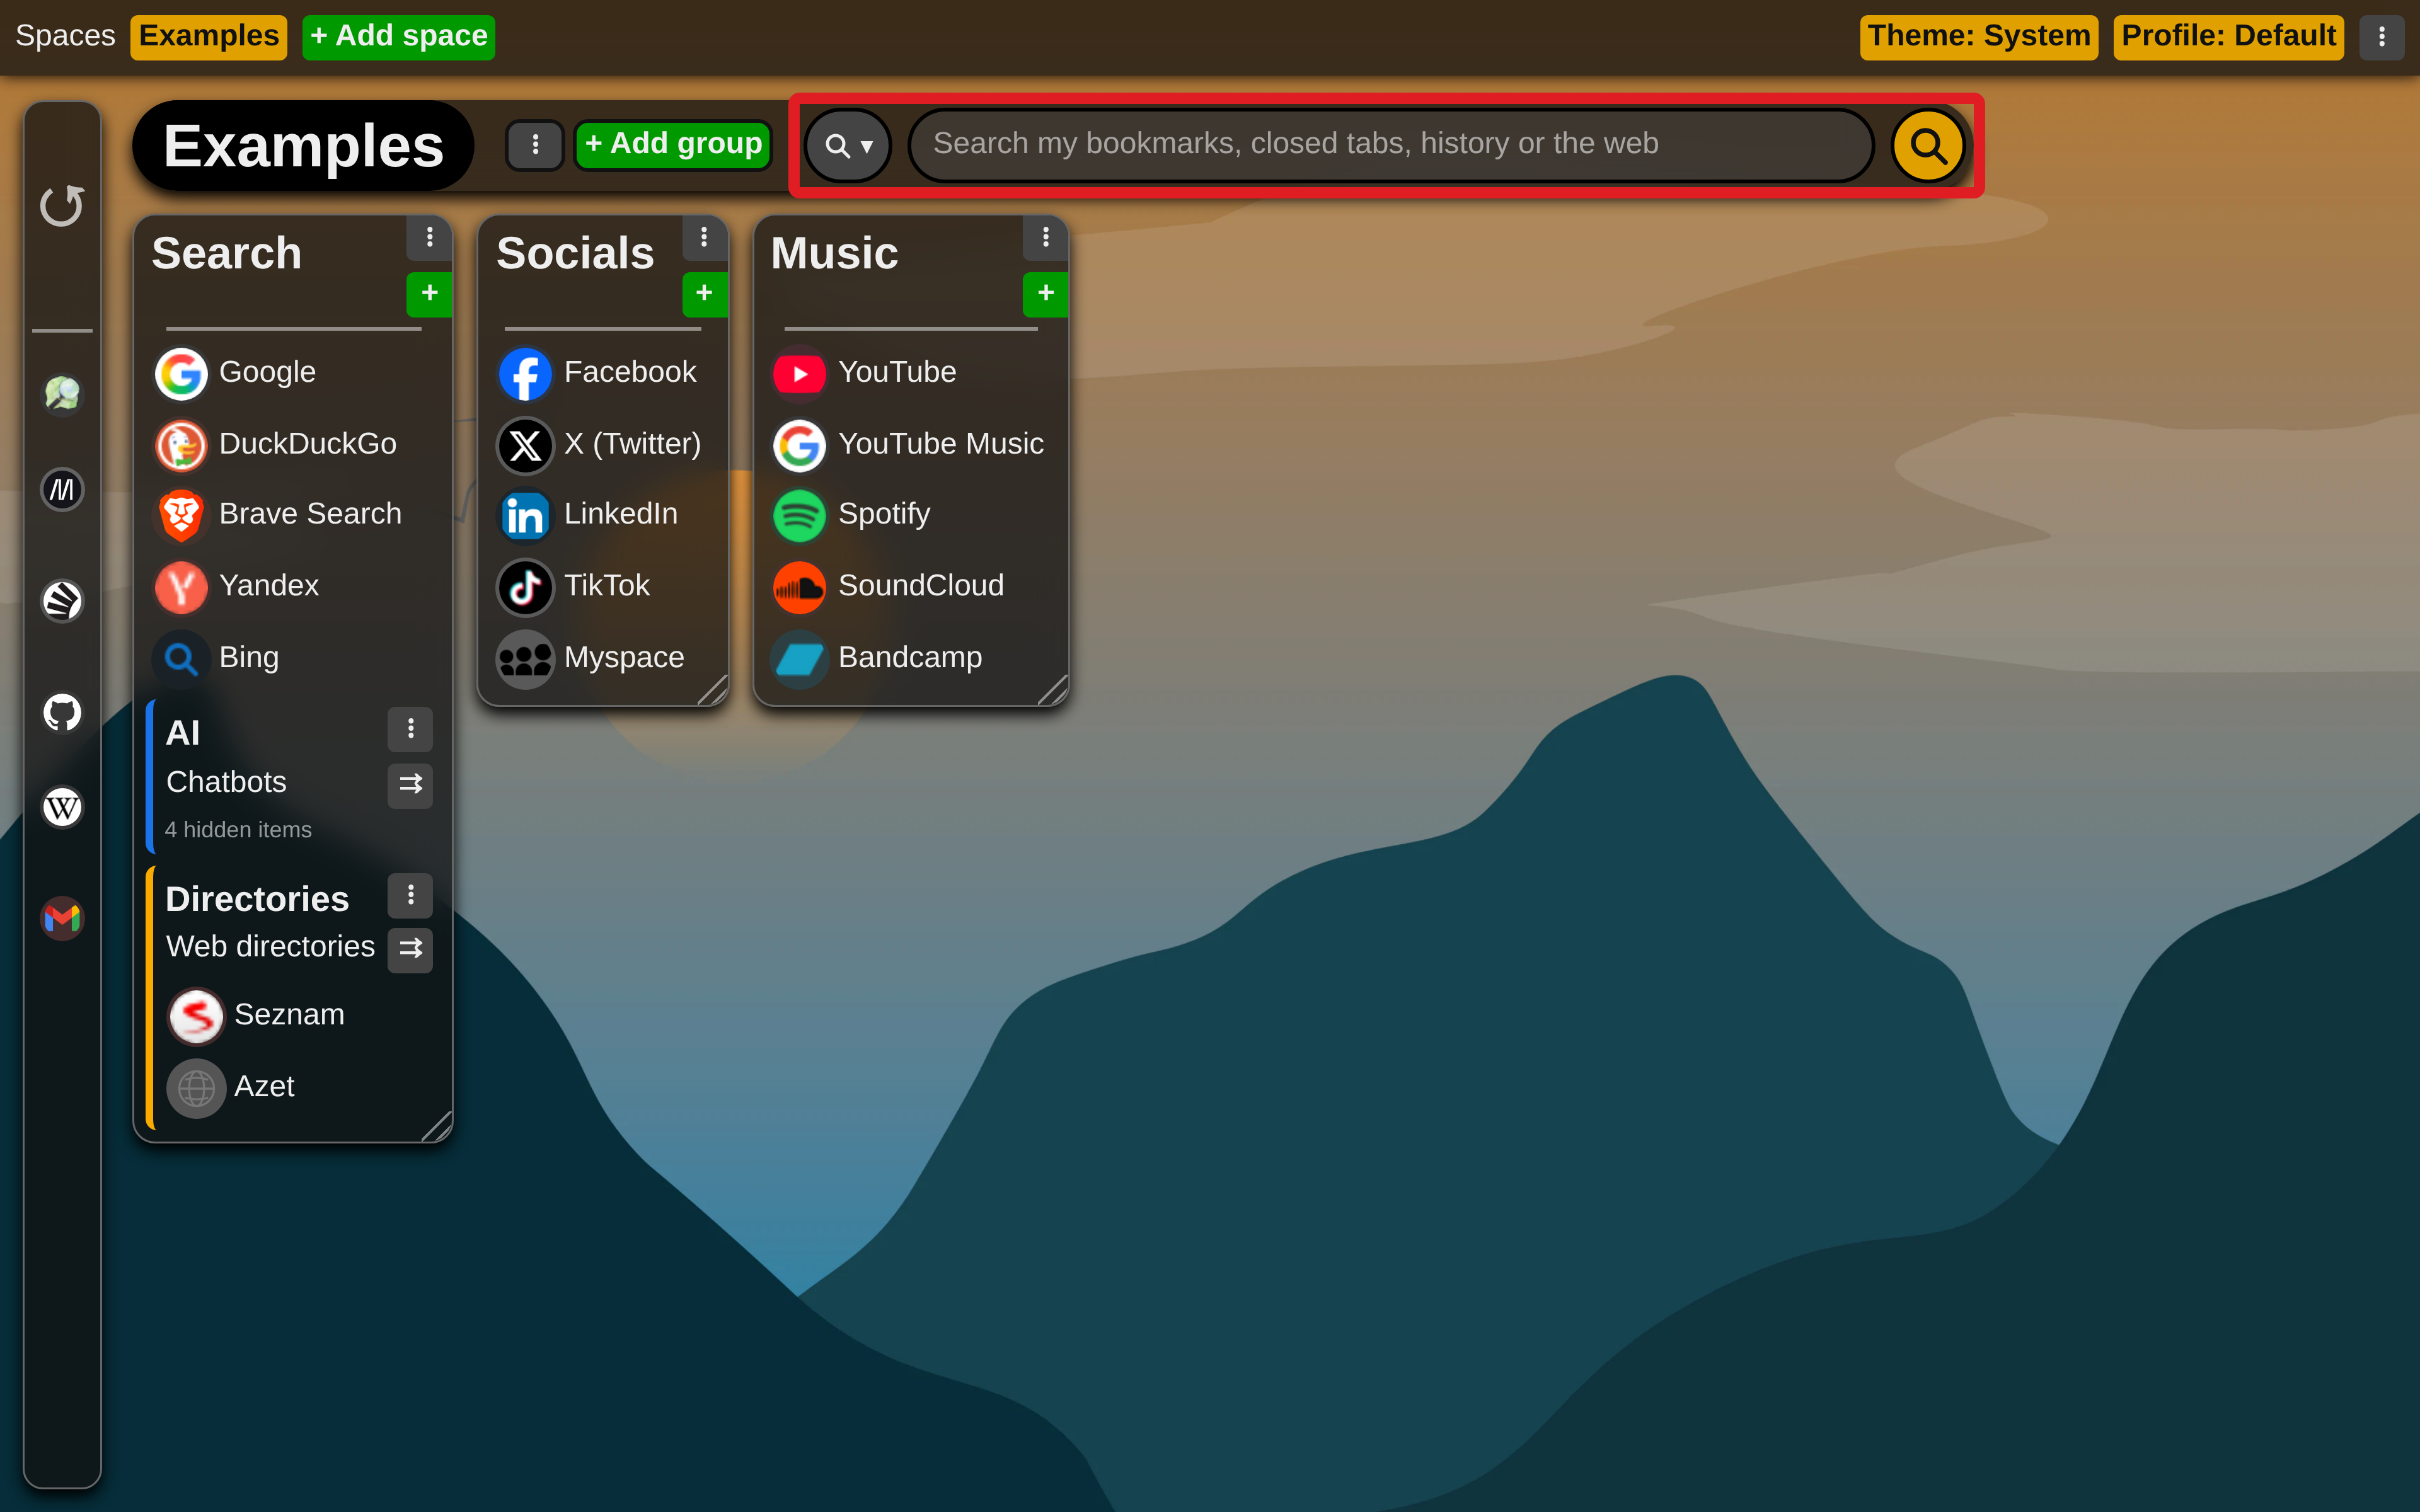 Spaces Examples + Add space Theme: System Profile: Default
Examples + Add group Search my bookmarks, closed tabs, history or the web
Search
Google
DuckDuckGo
Brave Search
Yandex
Bing
AI
Chatbots
4 hidden items
Directories
Web directories
Seznam
Azet
Socials
Facebook
X (Twitter)
LinkedIn
TikTok
Myspace
Music
YouTube
YouTube Music
Spotify
SoundCloud
Bandcamp